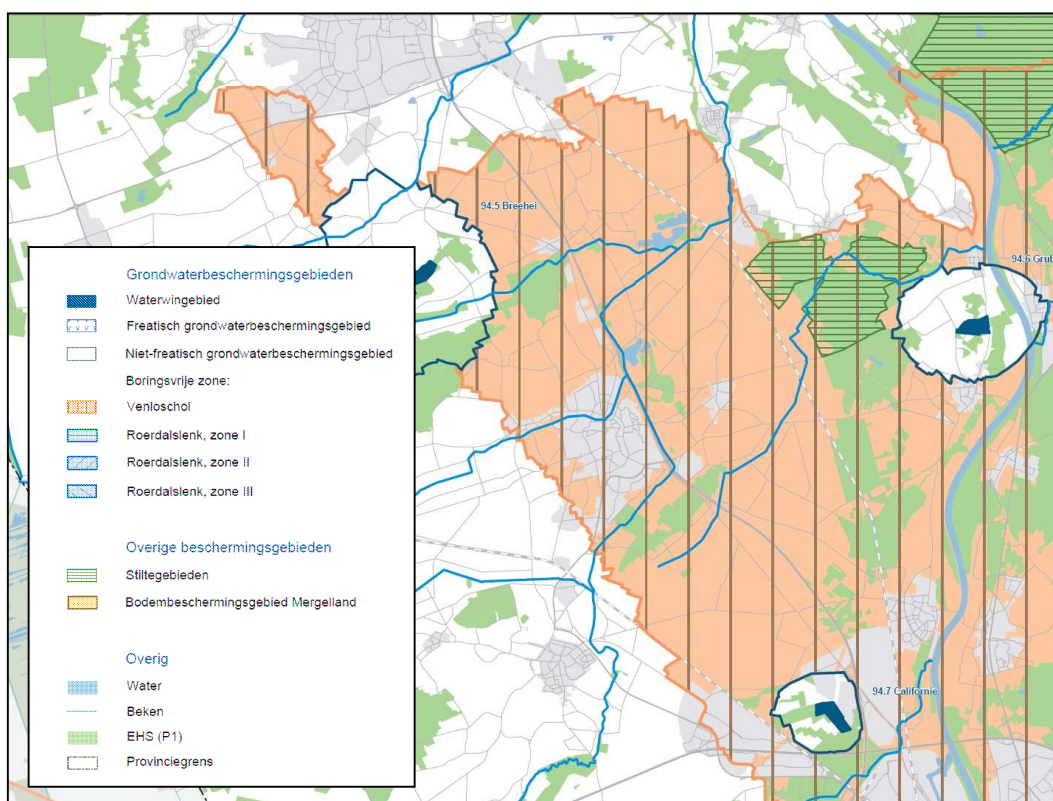 94.5 Breehei
94.6 Grub
Grondwaterbeschermingsgebieden
Waterwingebied
Freatisch grondwaterbeschermingsgebied
Niet-freatisch grondwaterbeschermingsgebied
Boringsvrije zone:
Venloschol
Roerdalslenk, zone I
Roerdalslenk, zone II
Roerdalslenk, zone III
Overige beschermingsgebieden
Stiltegebieden
Bodembeschermingsgebied Mergelland
Overig
Water
Beken
EHS (P1)
Provinciegrens
94.7 Californie